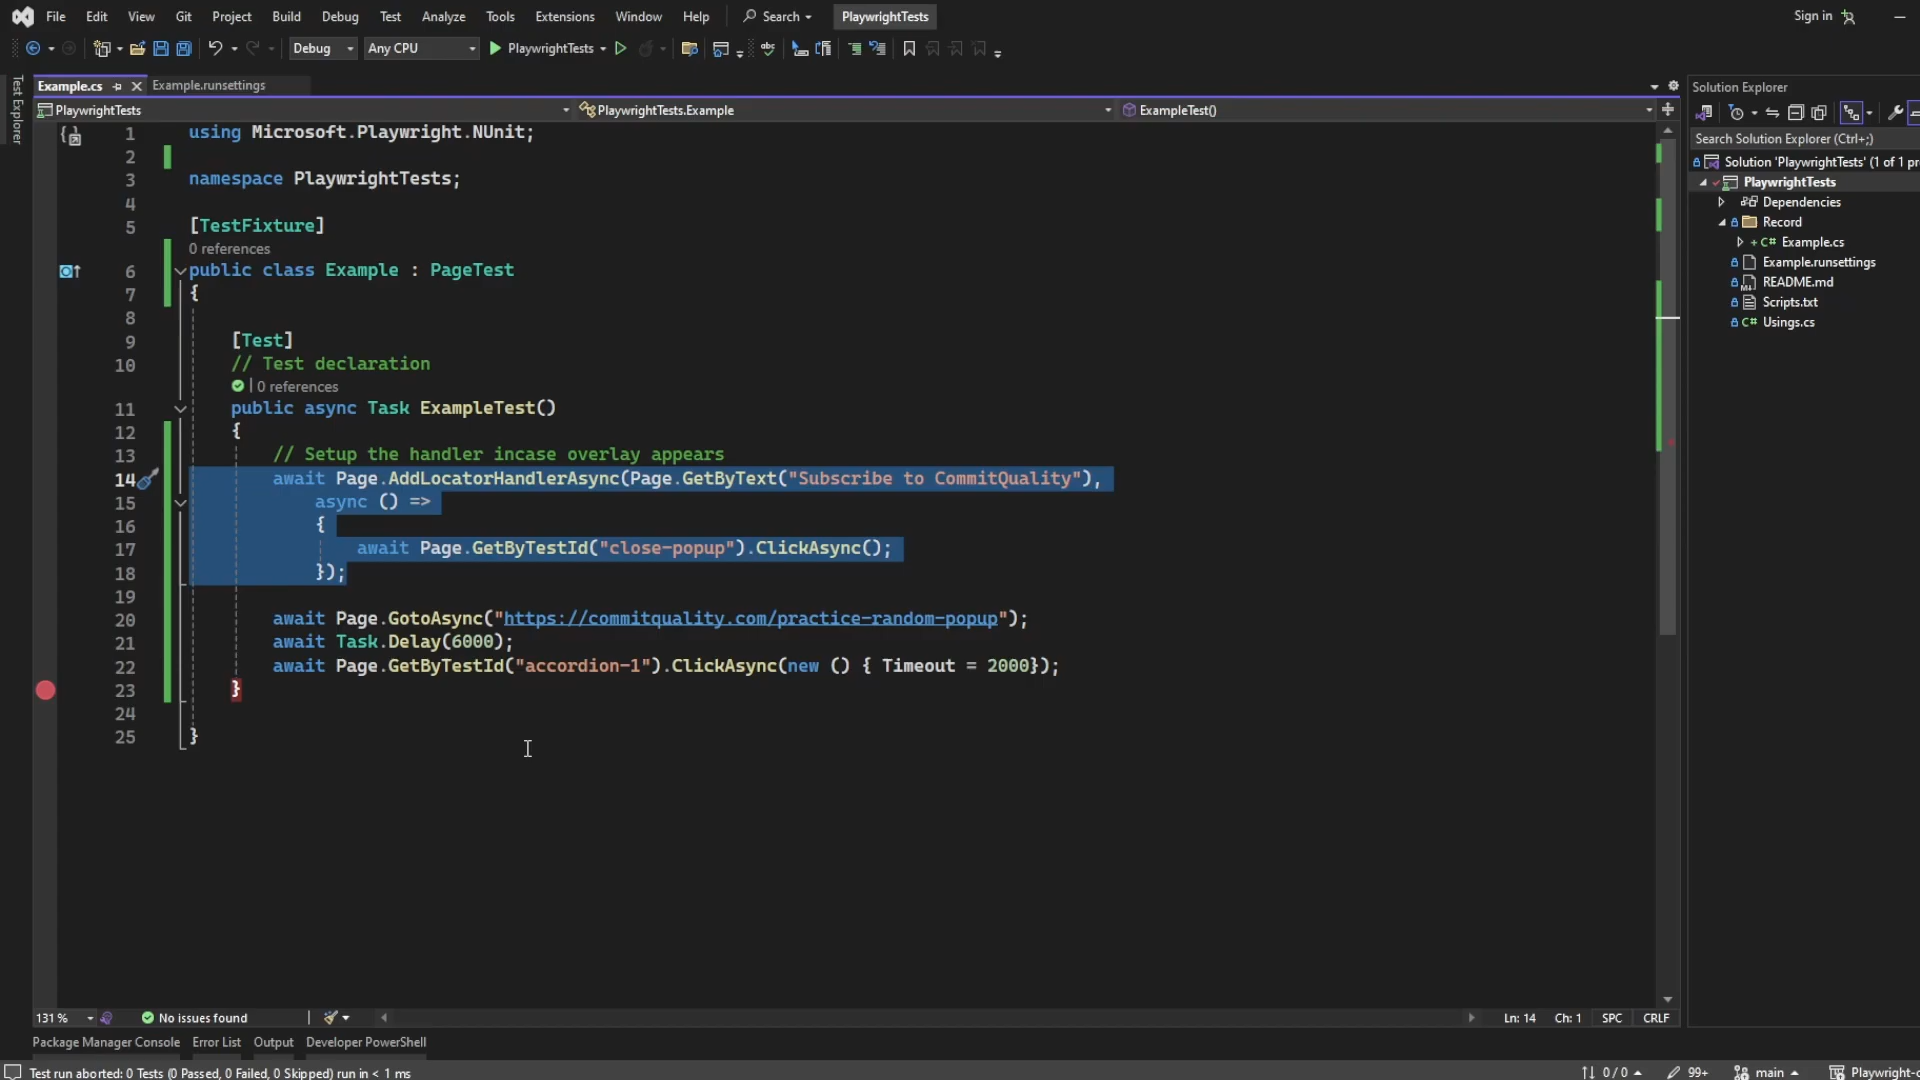 File Edit View Git Project Build Debug Test Analyze Tools Extensions Window Help Search PlaywrightTests Sign in
Debug Any CPU PlaywrightTests
Test Explorer
Example.cs Example.runsettings
PlaywrightTests PlaywrightTests.Example ExampleTest()
1 using Microsoft.Playwright.NUnit;
2
3 namespace PlaywrightTests;
4
5 [TestFixture]
0 references
6 public class Example : PageTest
7 {
8
9 [Test]
10 // Test declaration
0 references
11 public async Task ExampleTest()
12 {
13 // Setup the handler incase overlay appears
14 await Page.AddLocatorHandlerAsync(Page.GetByText("Subscribe to CommitQuality"),
15 async () =>
16 {
17 await Page.GetByTestId("close-popup").ClickAsync();
18 });
19
20 await Page.GotoAsync("https://commitquality.com/practice-random-popup");
21 await Task.Delay(6000);
22 await Page.GetByTestId("accordion-1").ClickAsync(new () { Timeout = 2000});
23 }
24
25 }
Solution Explorer
Search Solution Explorer (Ctrl+;)
Solution 'PlaywrightTests' (1 of 1 pr
PlaywrightTests
Dependencies
Record
C# Example.cs
Example.runsettings
README.md
Scripts.txt
C# Usings.cs
131 % No issues found Ln: 14 Ch: 1 SPC CRLF
Package Manager Console Error List Output Developer PowerShell
Test run aborted: 0 Tests (0 Passed, 0 Failed, 0 Skipped) run in < 1 ms 0 / 0 99+ main Playwright-c